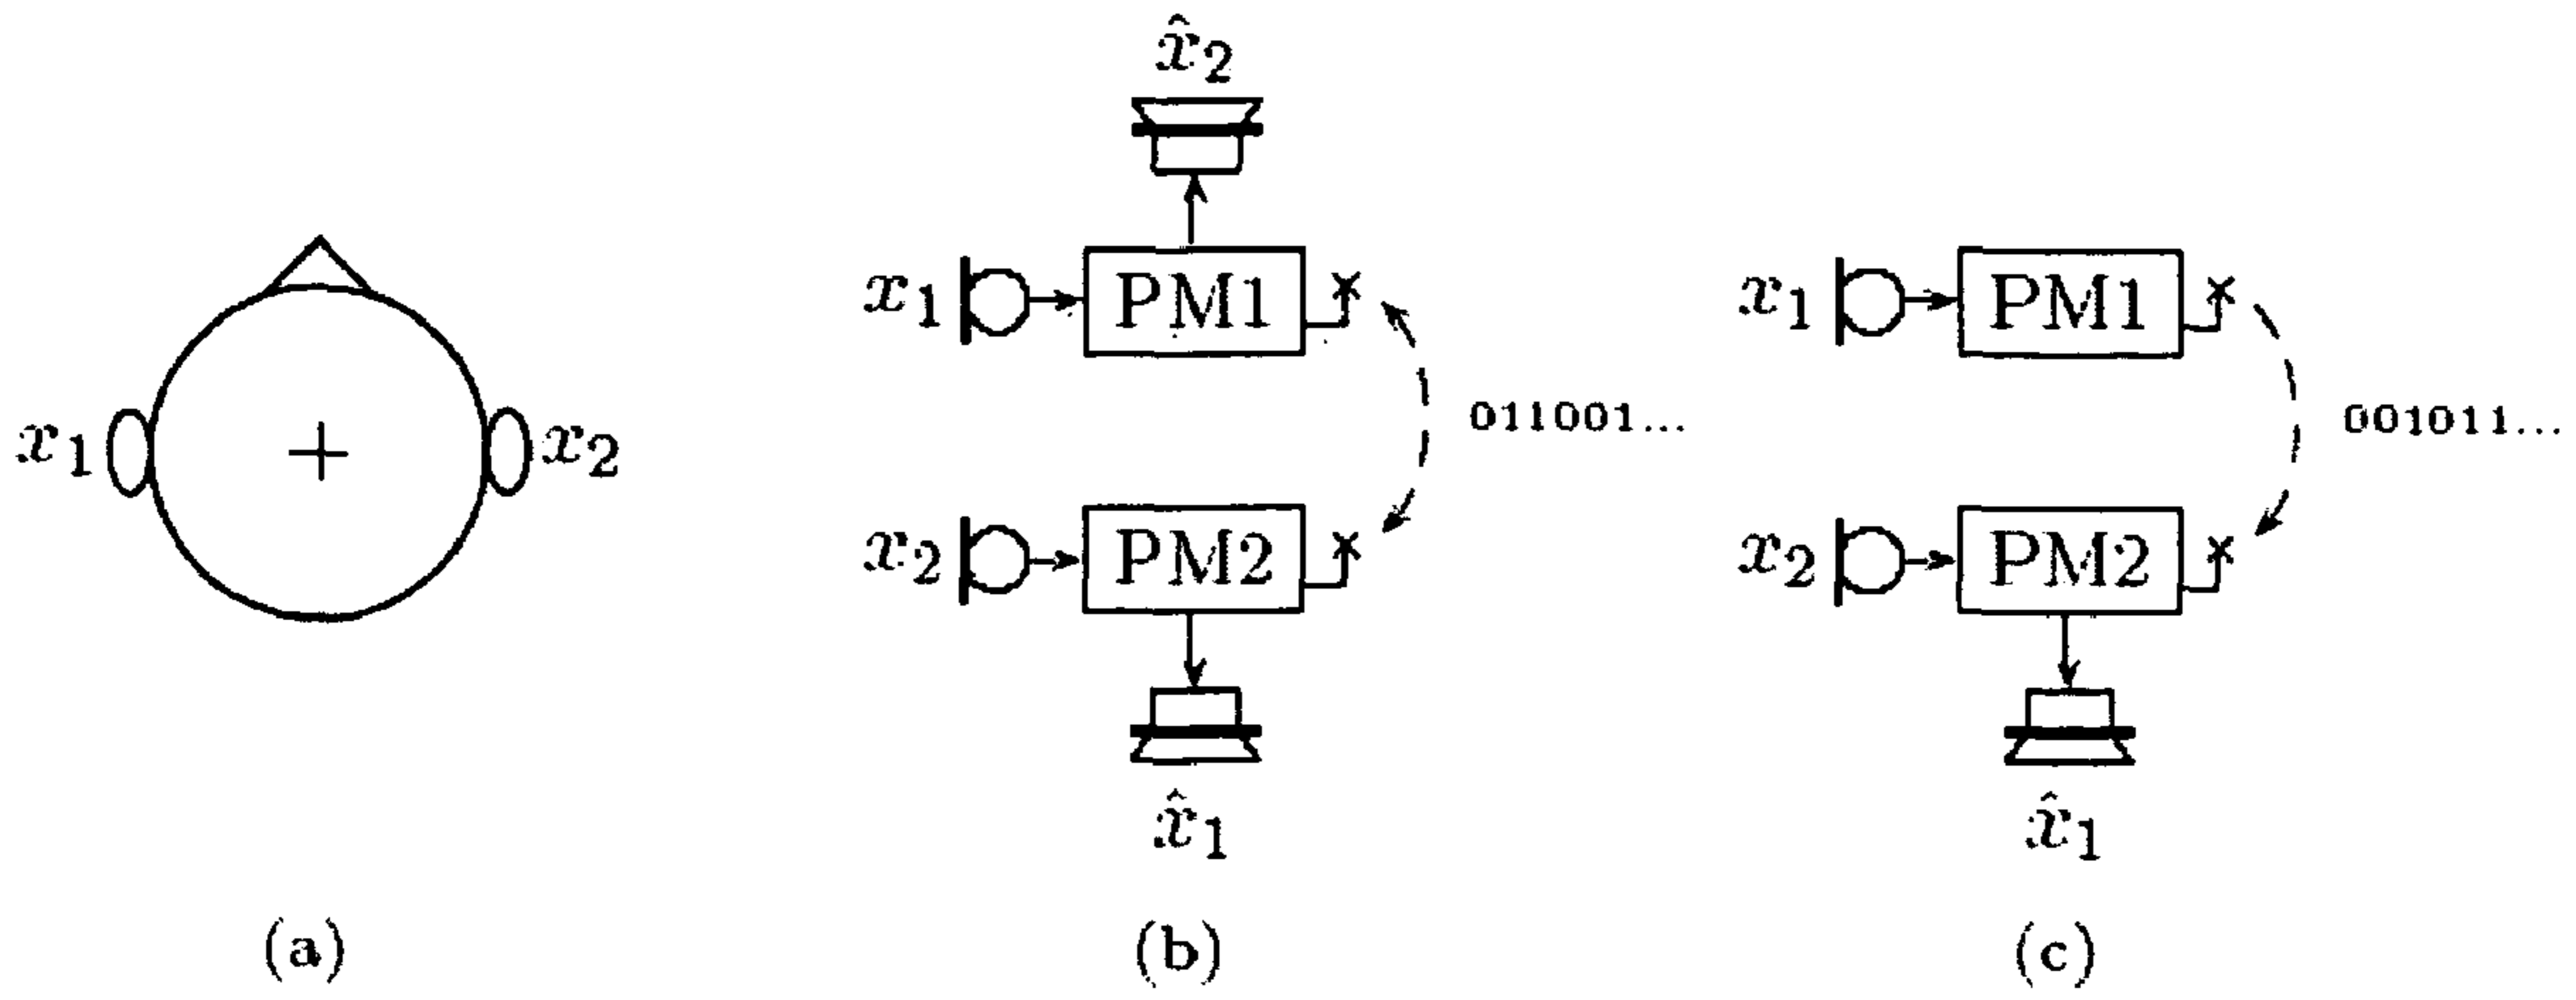 x1 x2
(a)
x̂2
x1 PM1
011001...
x2 PM2
x̂1
(b)
x1 PM1
001011...
x2 PM2
x̂1
(c)